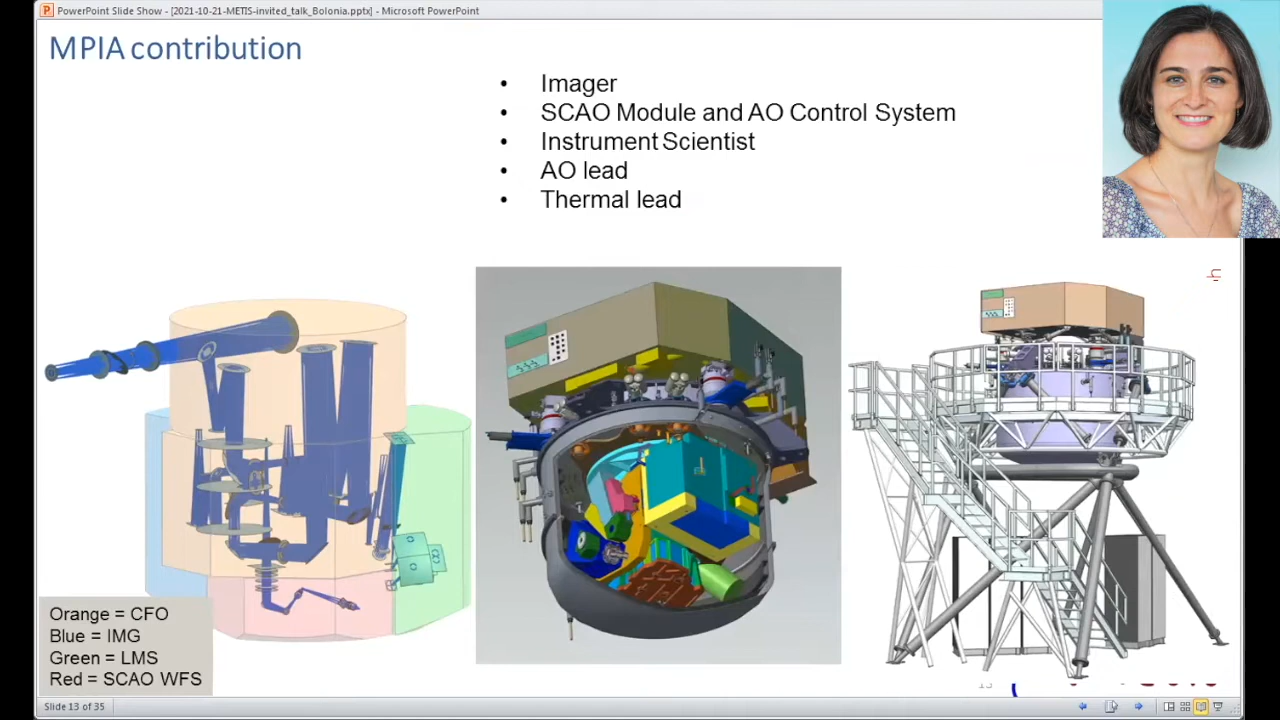 PowerPoint Slide Show - [2021-10-21-METIS-invited_talk_Bolonia.pptx] - Microsoft PowerPoint
MPIA contribution
• Imager
• SCAO Module and AO Control System
• Instrument Scientist
• AO lead
• Thermal lead
Orange = CFO
Blue = IMG
Green = LMS
Red = SCAO WFS
Slide 13 of 35